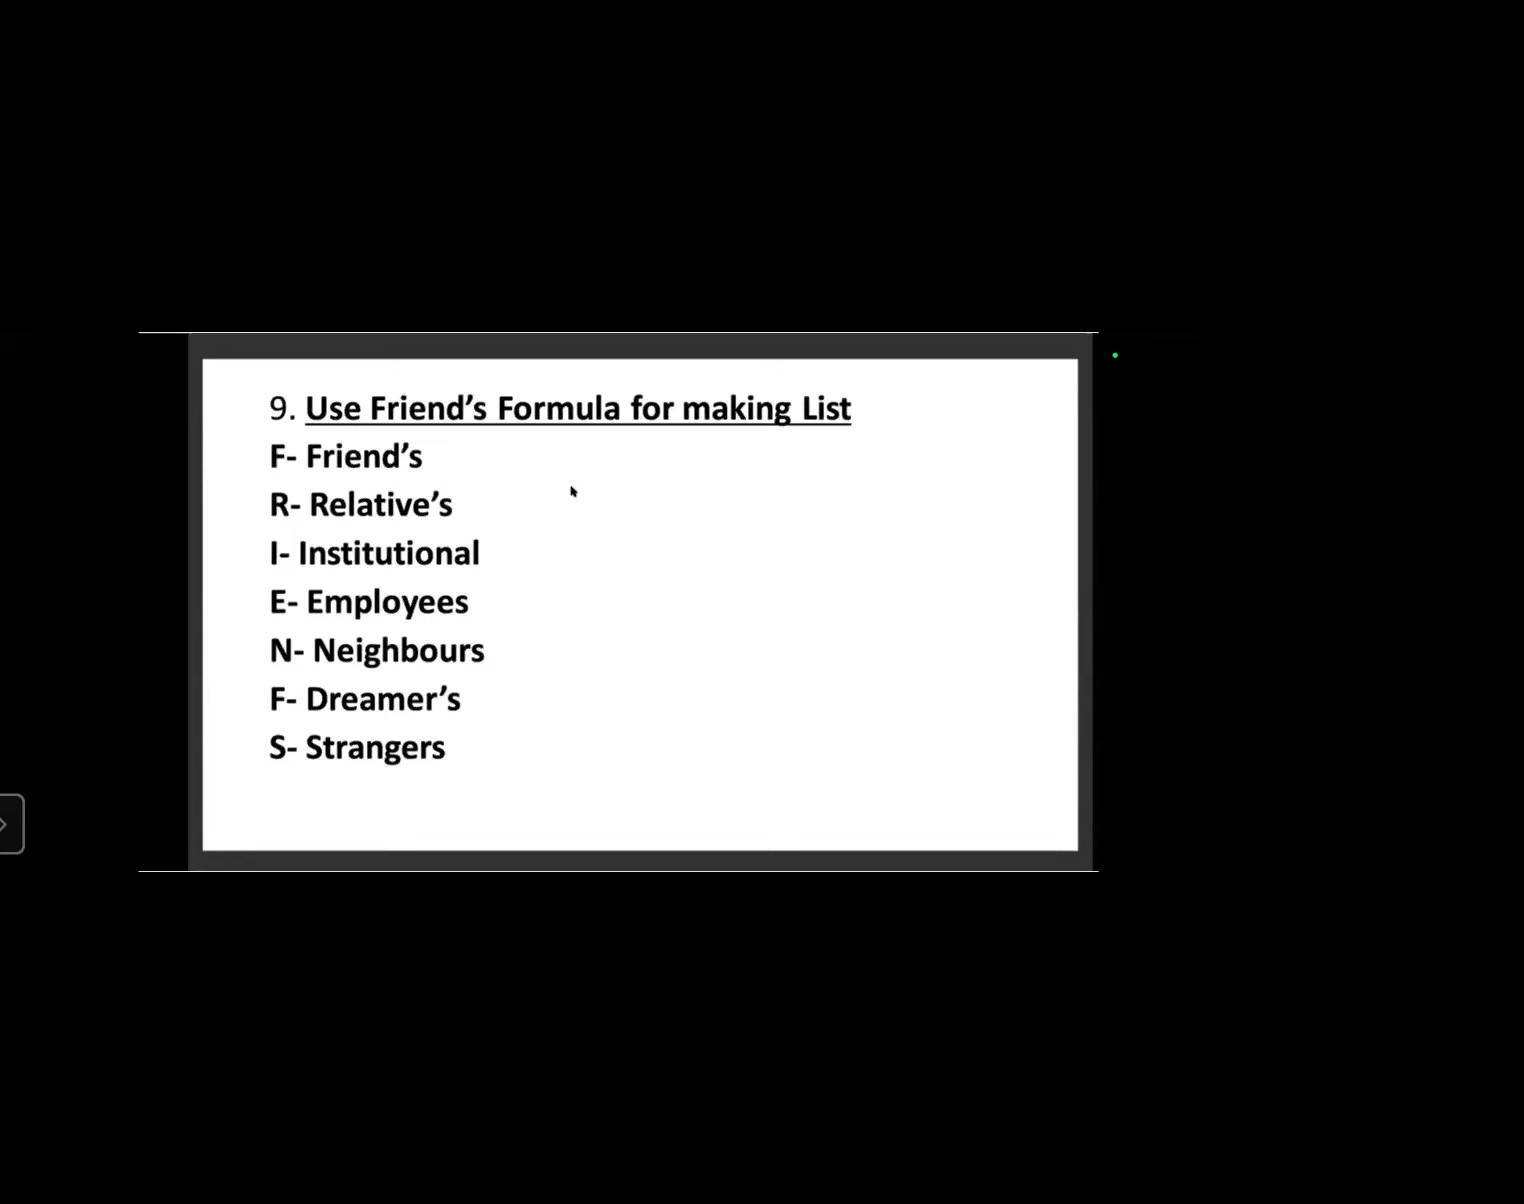 9. Use Friend’s Formula for making List
F- Friend’s
R- Relative’s
I- Institutional
E- Employees
N- Neighbours
F- Dreamer’s
S- Strangers